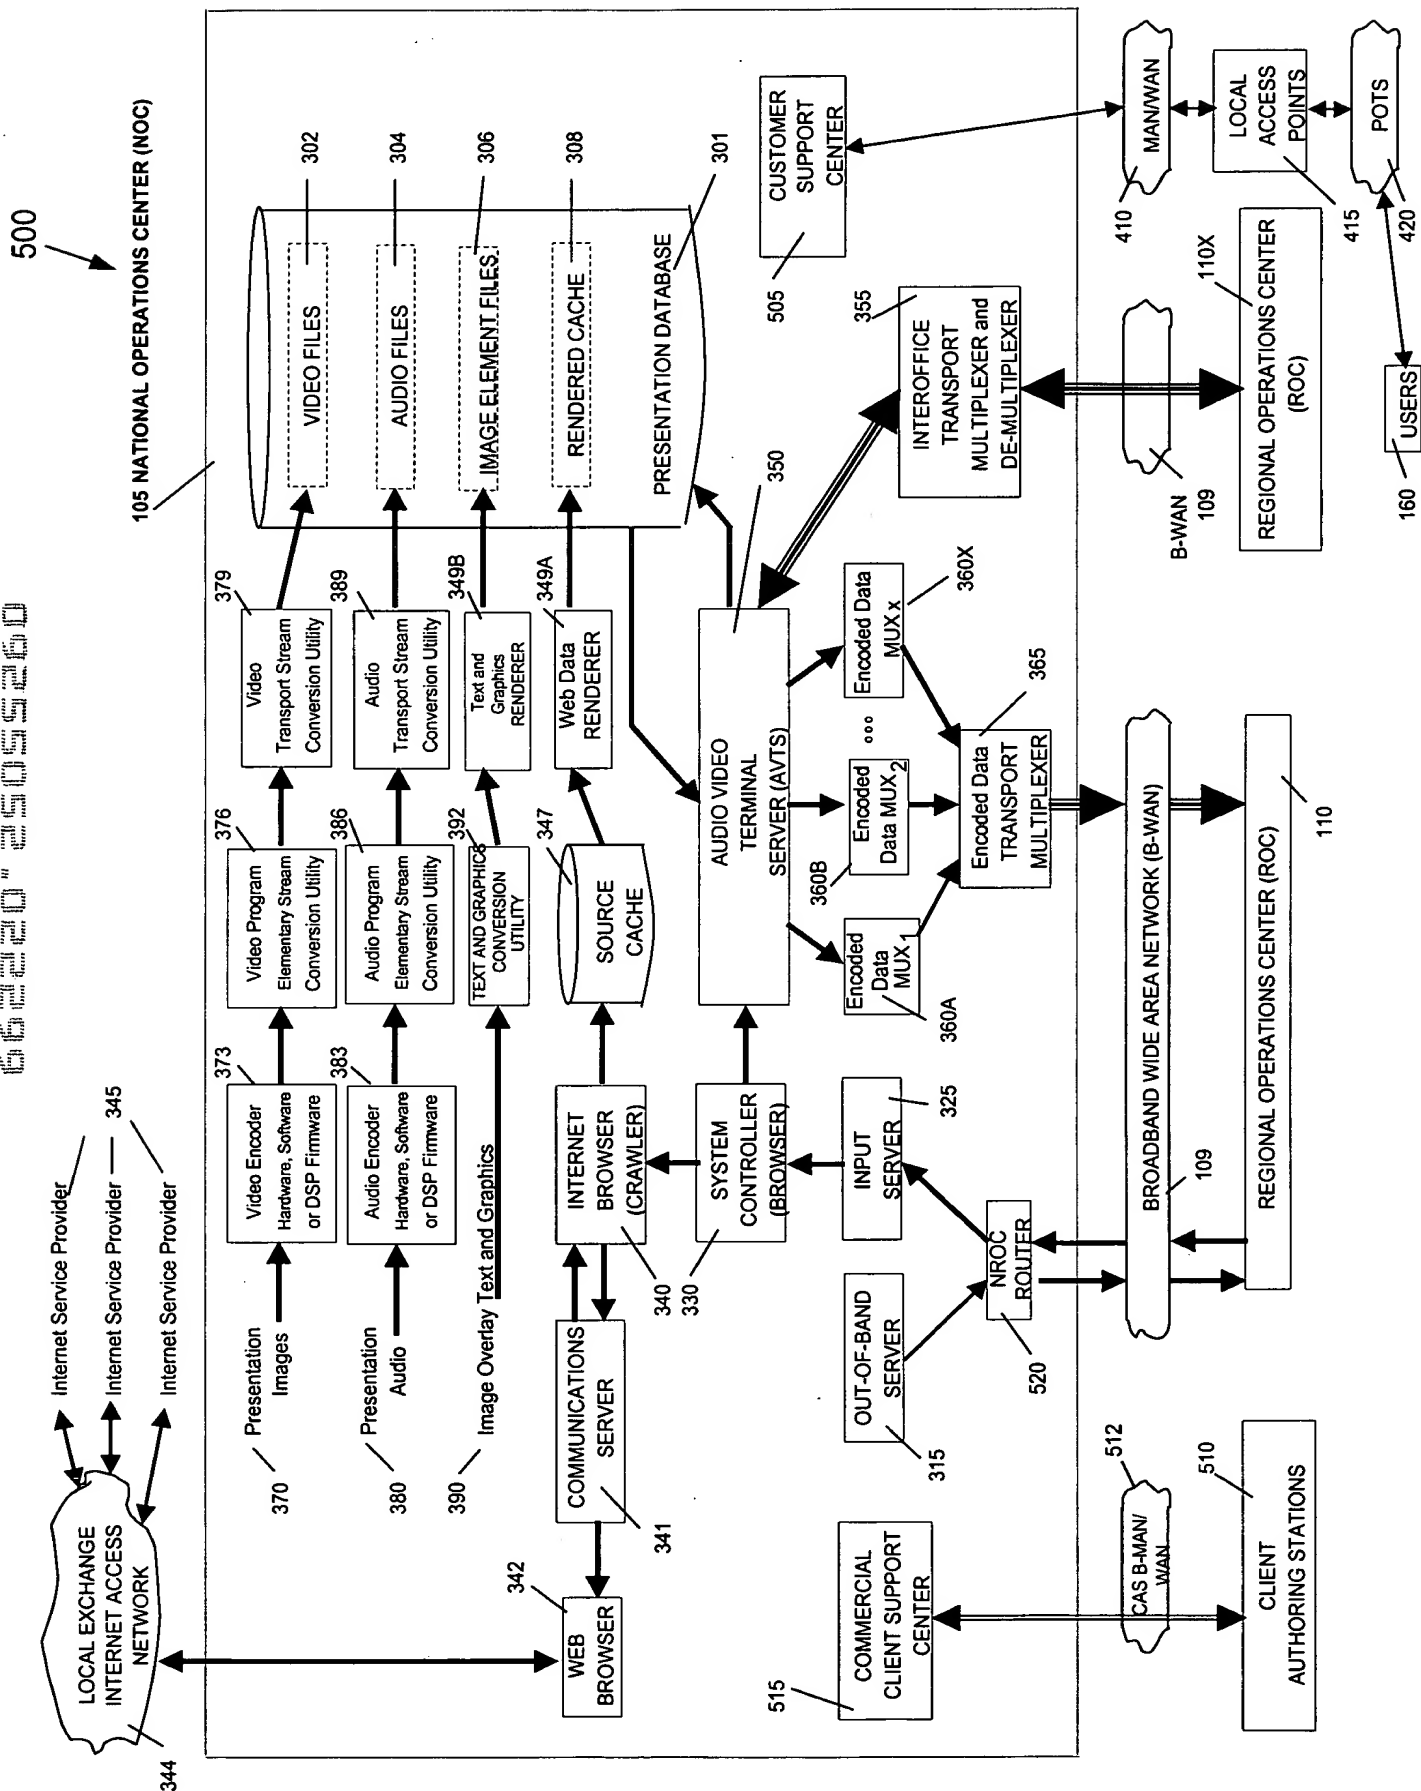 500
105 NATIONAL OPERATIONS CENTER (NOC)
LOCAL EXCHANGE
INTERNET ACCESS
NETWORK
344
Internet Service Provider
Internet Service Provider
Internet Service Provider
345
Presentation
Images
370
Video Encoder
Hardware, Software
or DSP Firmware
373
Video Program
Elementary Stream
Conversion Utility
376
Video
Transport Stream
Conversion Utility
379
VIDEO FILES
302
Presentation
Audio
380
Audio Encoder
Hardware, Software
or DSP Firmware
383
Audio Program
Elementary Stream
Conversion Utility
386
Audio
Transport Stream
Conversion Utility
389
AUDIO FILES
304
390
Image Overlay Text and Graphics
TEXT AND GRAPHICS
CONVERSION
UTILITY
392
Text and
Graphics
RENDERER
349B
IMAGE ELEMENT FILES
306
WEB
BROWSER
342
COMMUNICATIONS
SERVER
341
INTERNET
BROWSER
(CRAWLER)
340
SOURCE
CACHE
347
Web Data
RENDERER
349A
RENDERED CACHE
308
PRESENTATION DATABASE
301
SYSTEM
CONTROLLER
(BROWSER)
330
AUDIO VIDEO
TERMINAL
SERVER (AVTS)
350
CUSTOMER
SUPPORT
CENTER
505
COMMERCIAL
CLIENT SUPPORT
CENTER
515
OUT-OF-BAND
SERVER
315
INPUT
SERVER
325
Encoded
Data
MUX1
360A
Encoded
Data MUX2
360B
Encoded Data
MUXx
360X
INTEROFFICE
TRANSPORT
MULTIPLEXER and
DE-MULTIPLEXER
355
NROC
ROUTER
520
Encoded Data
TRANSPORT
MULTIPLEXER
365
CAS B-MAN/
WAN
512
BROADBAND WIDE AREA NETWORK (B-WAN)
109
B-WAN
109
MAN/WAN
410
CLIENT
AUTHORING STATIONS
510
REGIONAL OPERATIONS CENTER (ROC)
110
REGIONAL OPERATIONS CENTER
(ROC)
110X
LOCAL
ACCESS
POINTS
415
POTS
420
USERS
160